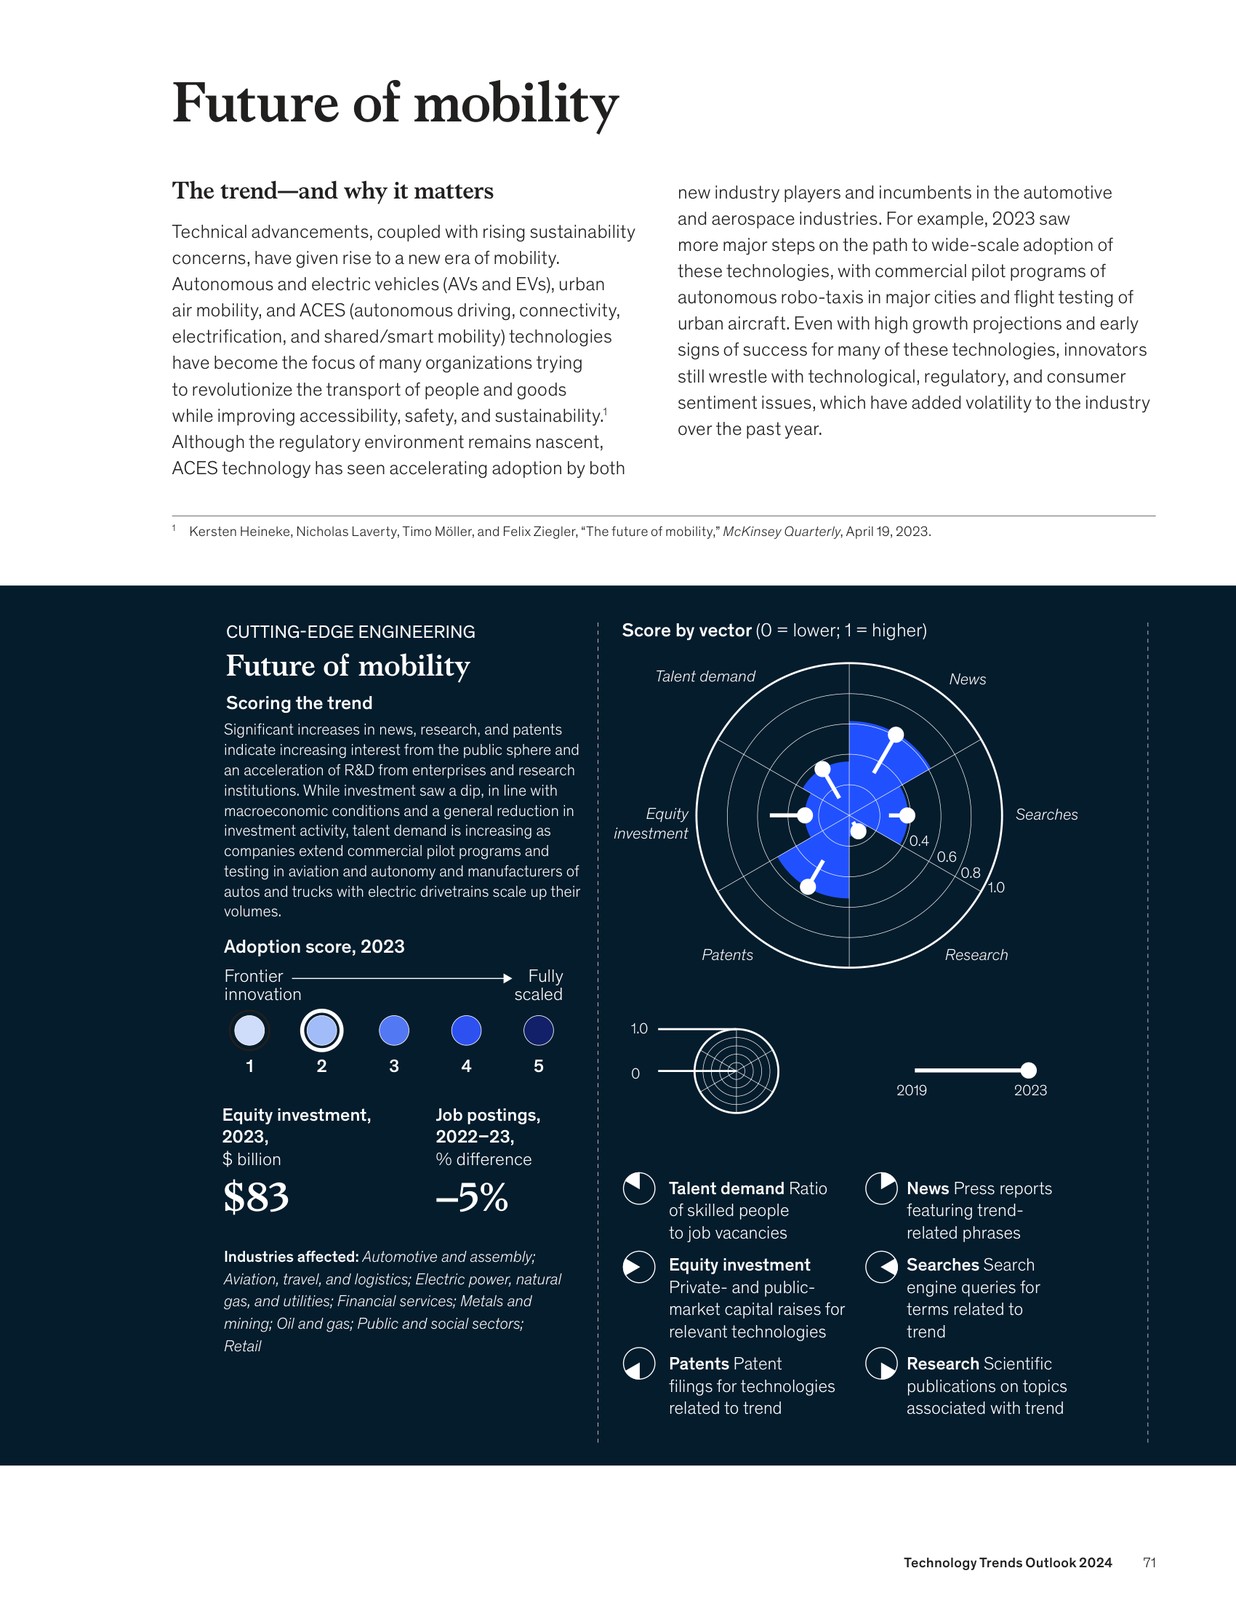 Future of mobility
The trend—and why it matters
Technical advancements, coupled with rising sustainability
concerns, have given rise to a new era of mobility.
Autonomous and electric vehicles (AVs and EVs), urban
air mobility, and ACES (autonomous driving, connectivity,
electrification, and shared/smart mobility) technologies
have become the focus of many organizations trying
to revolutionize the transport of people and goods
while improving accessibility, safety, and sustainability.1
Although the regulatory environment remains nascent,
ACES technology has seen accelerating adoption by both
new industry players and incumbents in the automotive
and aerospace industries. For example, 2023 saw
more major steps on the path to wide-scale adoption of
these technologies, with commercial pilot programs of
autonomous robo-taxis in major cities and flight testing of
urban aircraft. Even with high growth projections and early
signs of success for many of these technologies, innovators
still wrestle with technological, regulatory, and consumer
sentiment issues, which have added volatility to the industry
over the past year.
1 Kersten Heineke, Nicholas Laverty, Timo Möller, and Felix Ziegler, “The future of mobility,” McKinsey Quarterly, April 19, 2023.
CUTTING-EDGE ENGINEERING
Future of mobility
Scoring the trend
Significant increases in news, research, and patents
indicate increasing interest from the public sphere and
an acceleration of R&D from enterprises and research
institutions. While investment saw a dip, in line with
macroeconomic conditions and a general reduction in
investment activity, talent demand is increasing as
companies extend commercial pilot programs and
testing in aviation and autonomy and manufacturers of
autos and trucks with electric drivetrains scale up their
volumes.
Adoption score, 2023
Frontier
innovation
Fully
scaled
1 2 3 4 5
Equity investment,
2023,
$ billion
$83
Job postings,
2022–23,
% difference
–5%
Industries affected: Automotive and assembly;
Aviation, travel, and logistics; Electric power, natural
gas, and utilities; Financial services; Metals and
mining; Oil and gas; Public and social sectors;
Retail
Score by vector (0 = lower; 1 = higher)
Talent demand
News
Equity
investment
Searches
0.4
0.6
0.8
1.0
Patents
Research
1.0
0
2019
2023
Talent demand Ratio
of skilled people
to job vacancies
Equity investment
Private- and public-
market capital raises for
relevant technologies
Patents Patent
filings for technologies
related to trend
News Press reports
featuring trend-
related phrases
Searches Search
engine queries for
terms related to
trend
Research Scientific
publications on topics
associated with trend
Technology Trends Outlook 2024 71